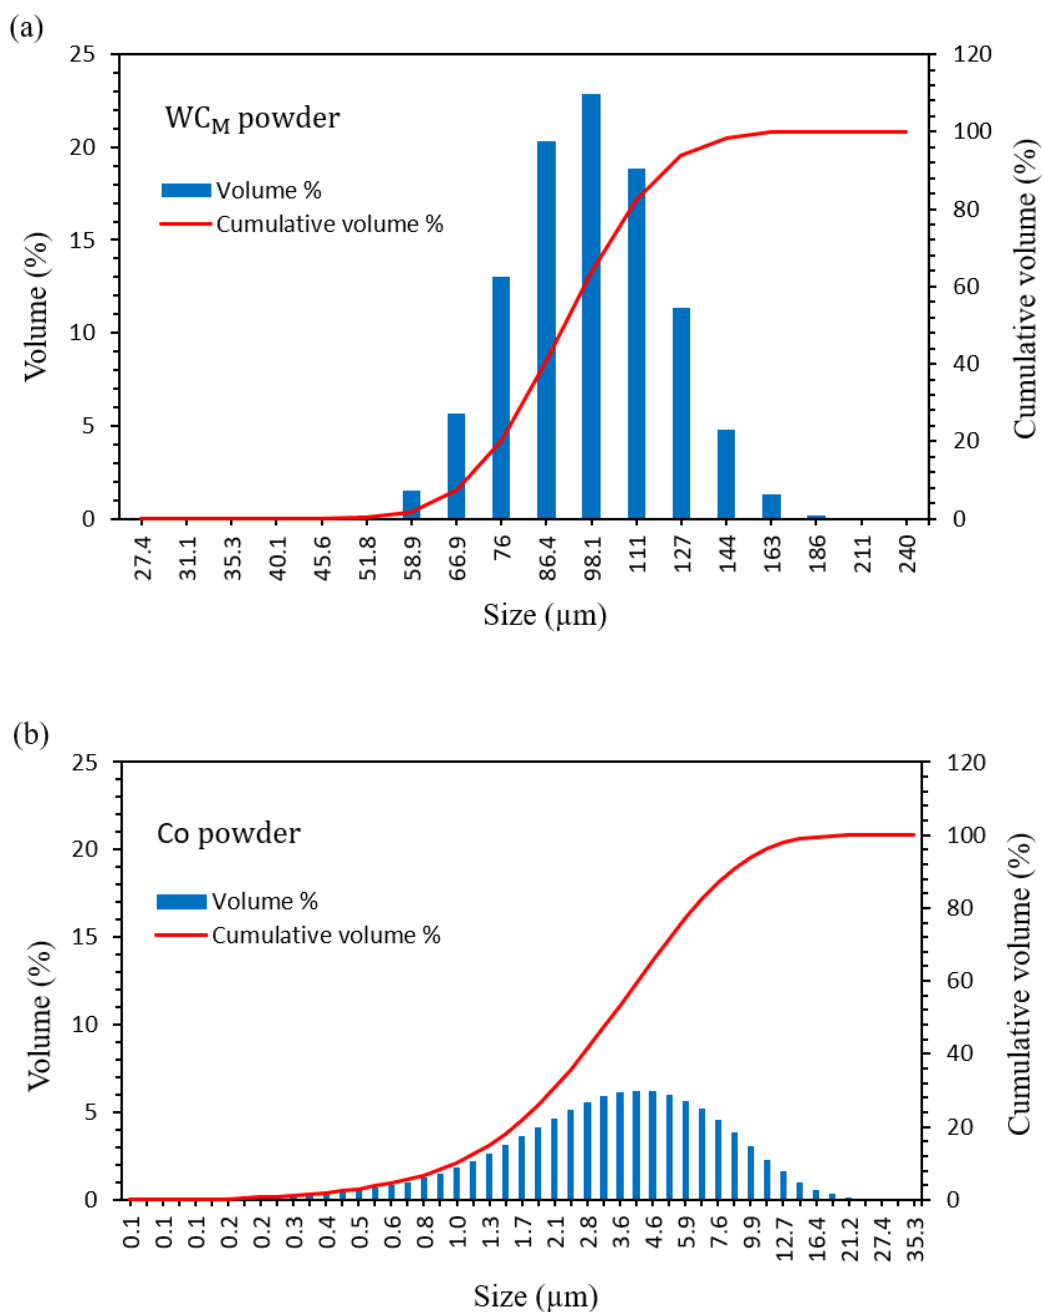 (a)
25
20
15
10
5
0
Volume (%)
WC_M powder
Volume %
Cumulative volume %
120
100
80
60
40
20
0
Cumulative volume (%)
27.4 31.1 35.3 40.1 45.6 51.8 58.9 66.9 76 86.4 98.1 111 127 144 163 186 211 240
Size (μm)
(b)
25
20
15
10
5
0
Volume (%)
Co powder
Volume %
Cumulative volume %
120
100
80
60
40
20
0
Cumulative volume (%)
0.1 0.1 0.1 0.2 0.2 0.3 0.4 0.5 0.6 0.8 1.0 1.3 1.7 2.1 2.8 3.6 4.6 5.9 7.6 9.9 12.7 16.4 21.2 27.4 35.3
Size (μm)